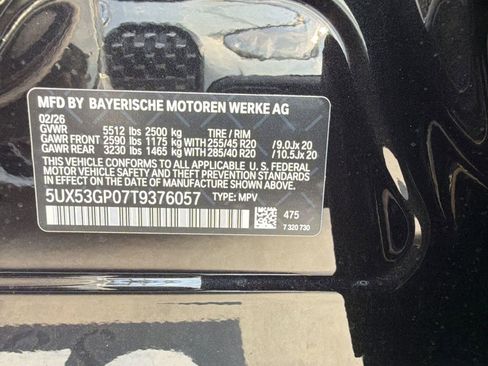 MFD BY BAYERISCHE MOTOREN WERKE AG
02/26
GVWR 5512 lbs 2500 kg TIRE / RIM
GAWR FRONT 2590 lbs 1175 kg WITH 255/45 R20 /9.0Jx 20
GAWR REAR 3230 lbs 1465 kg WITH 285/40 R20 /10.5Jx 20
THIS VEHICLE CONFORMS TO ALL APPLICABLE U. S. FEDERAL
MOTOR VEHICLE SAFETY AND THEFT PREVENTION STANDARDS
IN EFFECT ON THE DATE OF MANUFACTURE SHOWN ABOVE.
5UX53GP07T9376057 TYPE: MPV
475
7 320 730